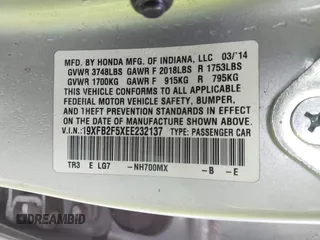 MFD. BY HONDA MFG. OF INDIANA, LLC 03/'14
GVWR 3748LBS GAWR F 2018LBS R 1753LBS
GVWR 1700KG GAWR F 915KG R 795KG
THIS VEHICLE CONFORMS TO ALL APPLICABLE
FEDERAL MOTOR VEHICLE SAFETY, BUMPER,
AND THEFT PREVENTION STANDARDS IN EFFECT
ON THE DATE OF MANUFACTURE SHOWN ABOVE.
V.I.N.:19XFB2F5XEE232137 TYPE: PASSENGER CAR
TR3 E LG7 -NH700MX -B -E
DREAMBID